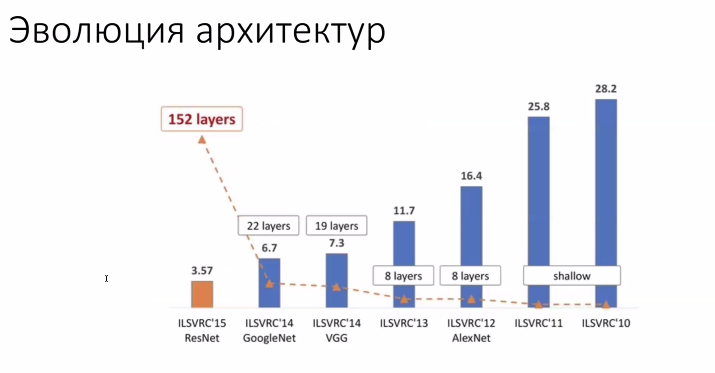 Эволюция архитектур
28.2
25.8
152 layers
16.4
11.7
22 layers
19 layers
6.7
7.3
3.57
8 layers
8 layers
shallow
ILSVRC'15
ResNet
ILSVRC'14
GoogleNet
ILSVRC'14
VGG
ILSVRC'13
ILSVRC'12
AlexNet
ILSVRC'11
ILSVRC'10